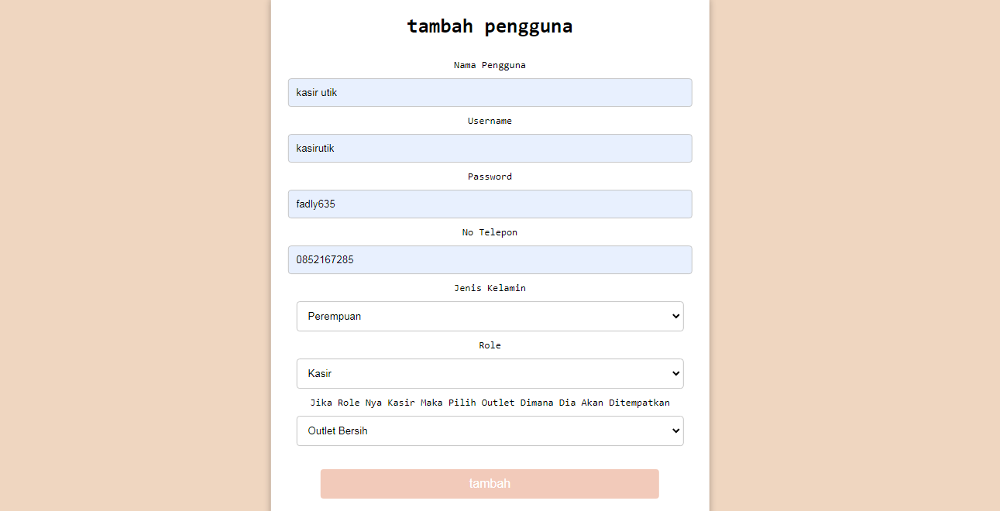 tambah pengguna
Nama Pengguna
kasir utik
Username
kasirutik
Password
fadly635
No Telepon
0852167285
Jenis Kelamin
Perempuan
Role
Kasir
Jika Role Nya Kasir Maka Pilih Outlet Dimana Dia Akan Ditempatkan
Outlet Bersih
tambah